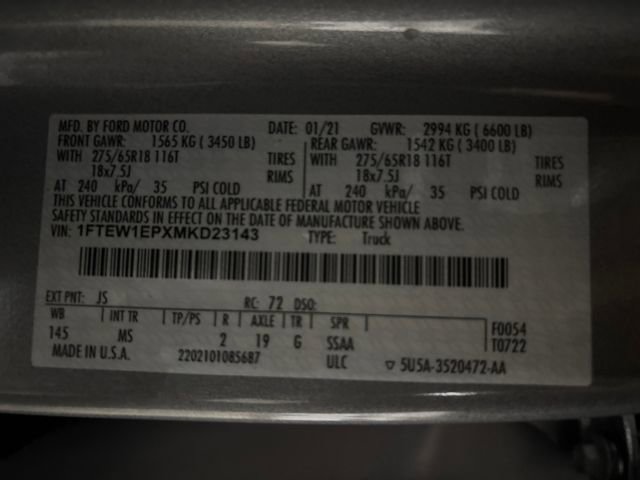 MFD. BY FORD MOTOR CO. DATE: 01/21 GVWR: 2994 KG ( 6600 LB)
FRONT GAWR: 1565 KG ( 3450 LB) REAR GAWR: 1542 KG ( 3400 LB)
WITH 275/65R18 116T TIRES WITH 275/65R18 116T TIRES
18x7.5J RIMS 18x7.5J RIMS
AT 240 kPa/ 35 PSI COLD AT 240 kPa/ 35 PSI COLD
THIS VEHICLE CONFORMS TO ALL APPLICABLE FEDERAL MOTOR VEHICLE
SAFETY STANDARDS IN EFFECT ON THE DATE OF MANUFACTURE SHOWN ABOVE.
VIN: 1FTEW1EPXMKD23143 TYPE: Truck
EXT PNT: JS RC: 72 DSO:
WB INT TR TP/PS R AXLE TR SPR F0054
145 MS 2 19 G SSAA T0722
MADE IN U.S.A. 2202101085687 ULC ▽ 5U5A-3520472-AA